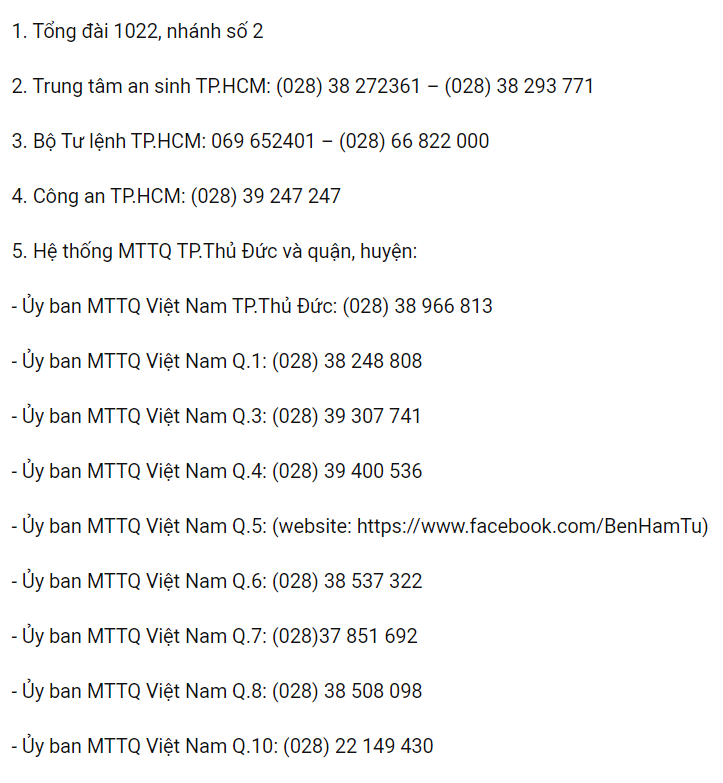 1. Tổng đài 1022, nhánh số 2
2. Trung tâm an sinh TP.HCM: (028) 38 272361 – (028) 38 293 771
3. Bộ Tư lệnh TP.HCM: 069 652401 – (028) 66 822 000
4. Công an TP.HCM: (028) 39 247 247
5. Hệ thống MTTQ TP.Thủ Đức và quận, huyện:
- Ủy ban MTTQ Việt Nam TP.Thủ Đức: (028) 38 966 813
- Ủy ban MTTQ Việt Nam Q.1: (028) 38 248 808
- Ủy ban MTTQ Việt Nam Q.3: (028) 39 307 741
- Ủy ban MTTQ Việt Nam Q.4: (028) 39 400 536
- Ủy ban MTTQ Việt Nam Q.5: (website: https://www.facebook.com/BenHamTu)
- Ủy ban MTTQ Việt Nam Q.6: (028) 38 537 322
- Ủy ban MTTQ Việt Nam Q.7: (028)37 851 692
- Ủy ban MTTQ Việt Nam Q.8: (028) 38 508 098
- Ủy ban MTTQ Việt Nam Q.10: (028) 22 149 430